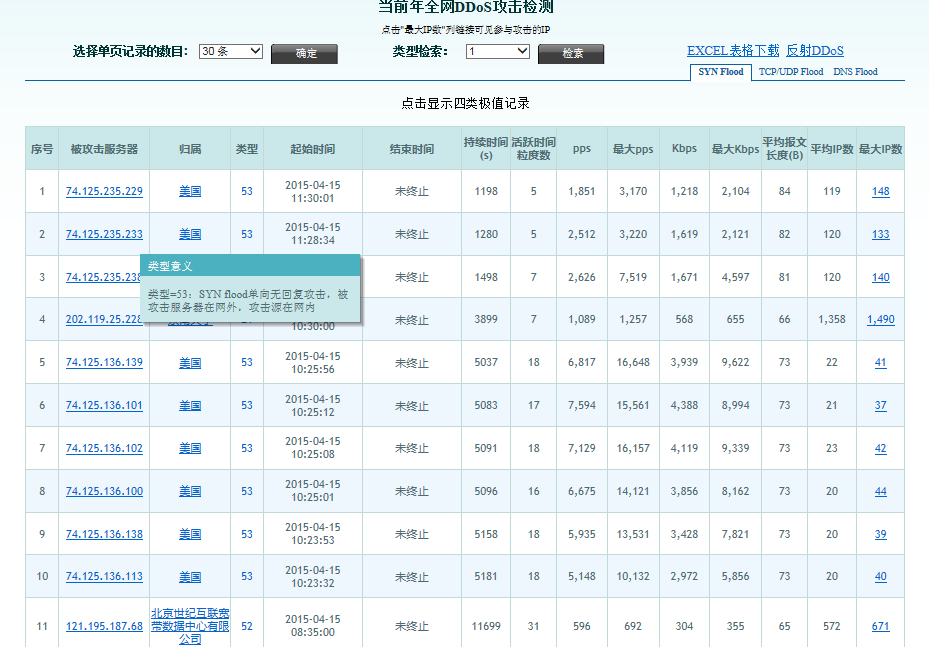 当前年全网DDoS攻击检测
点击"最大IP数"列链接可见参与攻击的IP
选择单页记录的数目： 30 条 确定 类型检索： 1 检索 EXCEL表格下载 反射DDoS
SYN Flood TCP/UDP Flood DNS Flood
点击显示四类极值记录
序号 被攻击服务器 归属 类型 起始时间 结束时间 持续时间(s) 活跃时间粒度数 pps 最大pps Kbps 最大Kbps 平均报文长度(B) 平均IP数 最大IP数
1 74.125.235.229 美国 53 2015-04-15 11:30:01 未终止 1198 5 1,851 3,170 1,218 2,104 84 119 148
2 74.125.235.233 美国 53 2015-04-15 11:28:34 未终止 1280 5 2,512 3,220 1,619 2,121 82 120 133
3 74.125.235.238 未终止 1498 7 2,626 7,519 1,671 4,597 81 120 140
类型意义
类型=53：SYN flood单向无回复攻击，被
攻击服务器在网外，攻击源在网内
4 202.119.25.228 10:30:00 未终止 3899 7 1,089 1,257 568 655 66 1,358 1,490
5 74.125.136.139 美国 53 2015-04-15 10:25:56 未终止 5037 18 6,817 16,648 3,939 9,622 73 22 41
6 74.125.136.101 美国 53 2015-04-15 10:25:12 未终止 5083 17 7,594 15,561 4,388 8,994 73 21 37
7 74.125.136.102 美国 53 2015-04-15 10:25:08 未终止 5091 18 7,129 16,157 4,119 9,339 73 23 42
8 74.125.136.100 美国 53 2015-04-15 10:25:01 未终止 5096 16 6,675 14,121 3,856 8,162 73 20 44
9 74.125.136.138 美国 53 2015-04-15 10:23:53 未终止 5158 18 5,935 13,531 3,428 7,821 73 20 39
10 74.125.136.113 美国 53 2015-04-15 10:23:32 未终止 5181 18 5,148 10,132 2,972 5,856 73 20 40
11 121.195.187.68 北京世纪互联宽带数据中心有限公司 52 2015-04-15 08:35:00 未终止 11699 31 596 692 304 355 65 572 671